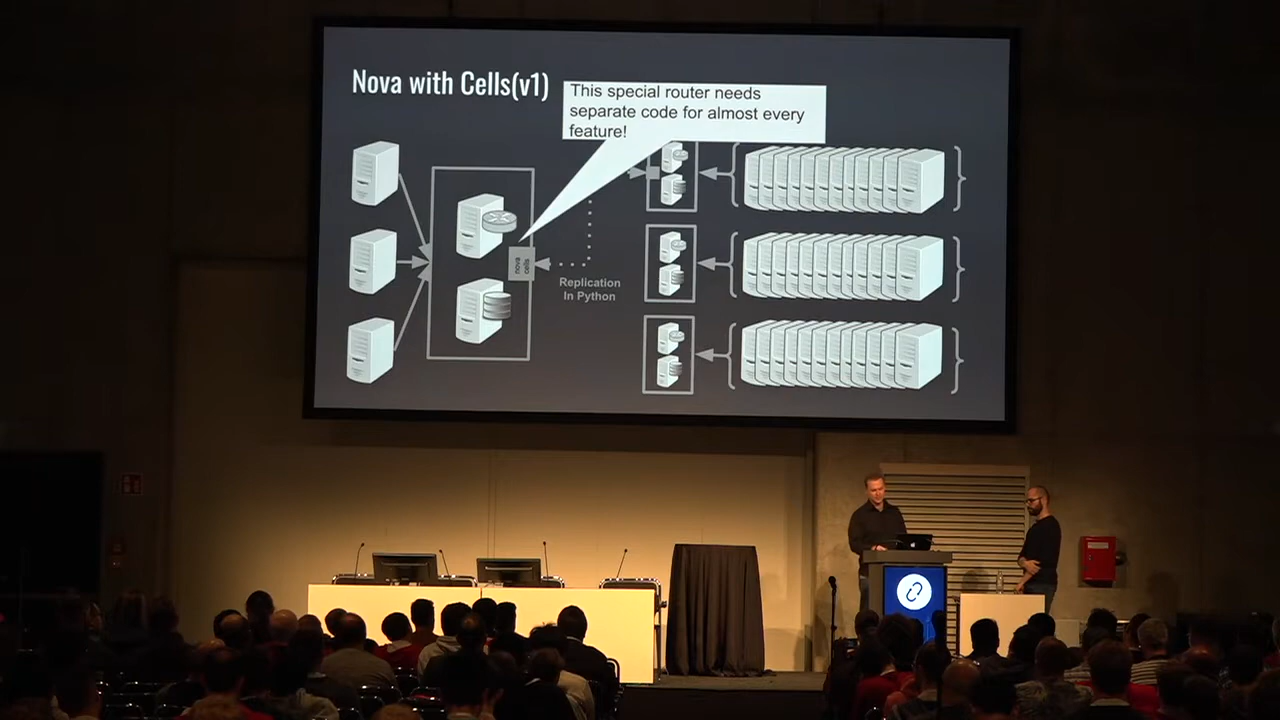 Nova with Cells(v1)
This special router needs
separate code for almost every
feature!
nova
cells
Replication
In Python